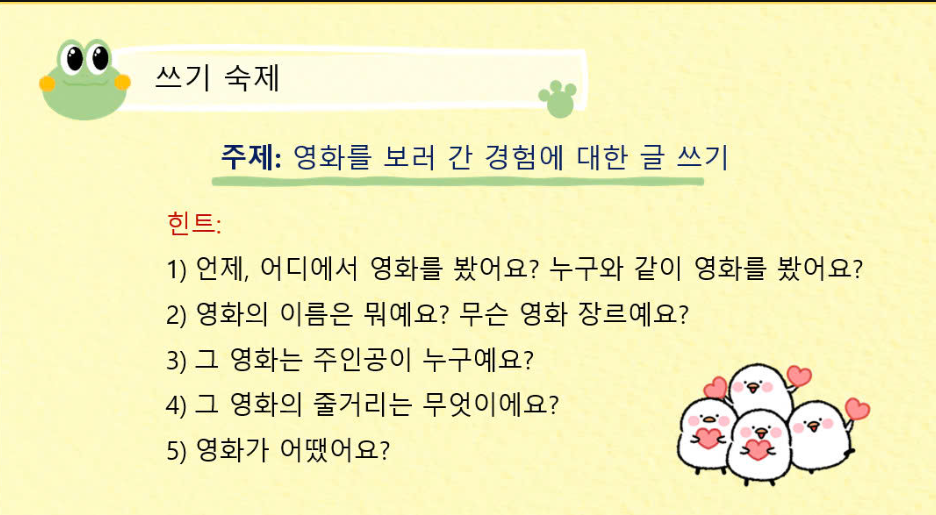 쓰기 숙제
주제: 영화를 보러 간 경험에 대한 글 쓰기
힌트:
1) 언제, 어디에서 영화를 봤어요? 누구와 같이 영화를 봤어요?
2) 영화의 이름은 뭐예요? 무슨 영화 장르예요?
3) 그 영화는 주인공이 누구예요?
4) 그 영화의 줄거리는 무엇이에요?
5) 영화가 어땠어요?